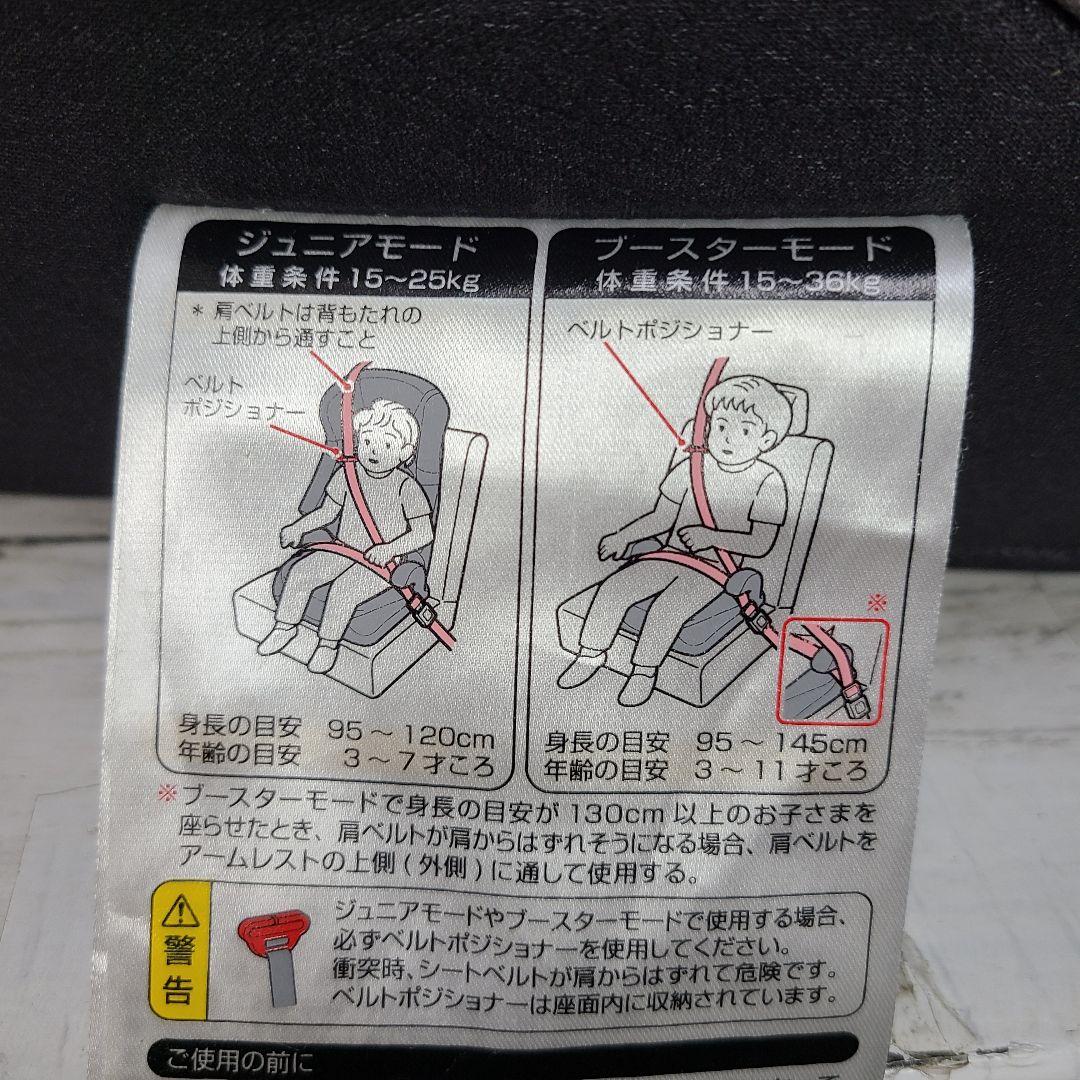 ジュニアモード
体重条件 15～25kg
* 肩ベルトは背もたれの
上側から通すこと
ベルト
ポジショナー
身長の目安 95～120cm
年齢の目安 3～7才ころ
ブースターモード
体重条件 15～36kg
ベルトポジショナー
※
身長の目安 95～145cm
年齢の目安 3～11才ころ
※ブースターモードで身長の目安が130cm以上のお子さまを
座らせたとき、肩ベルトが肩からはずれそうになる場合、肩ベルトを
アームレストの上側(外側)に通して使用する。
警告
ジュニアモードやブースターモードで使用する場合、
必ずベルトポジショナーを使用してください。
衝突時、シートベルトが肩からはずれて危険です。
ベルトポジショナーは座面内に収納されています。
ご使用の前に